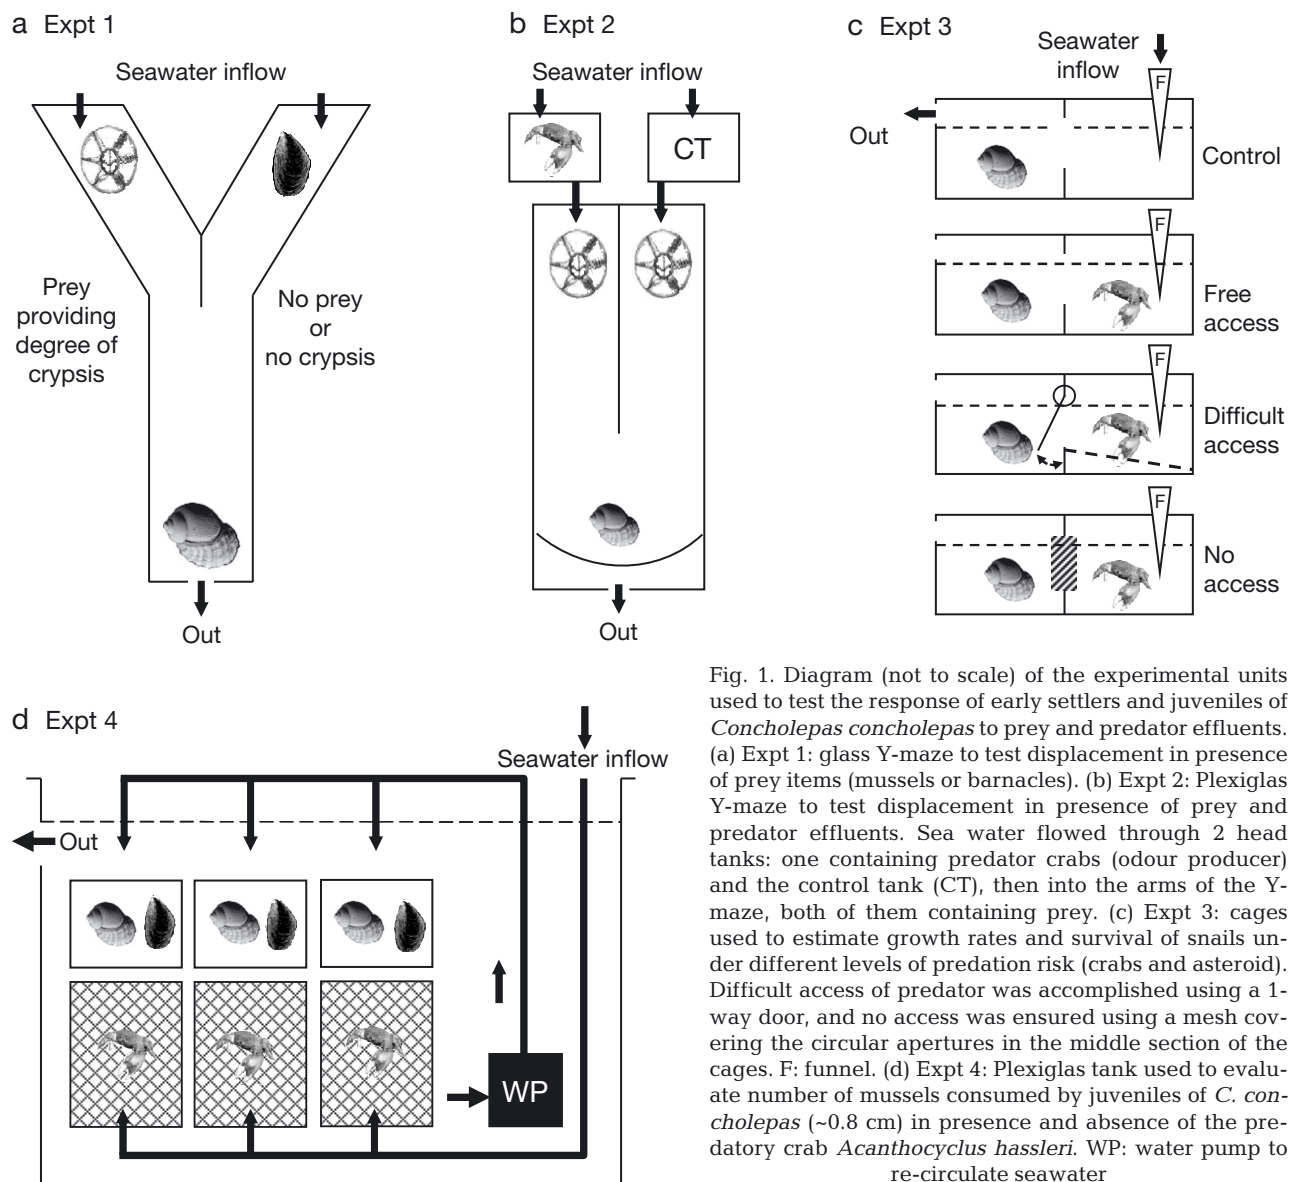 a Expt 1
Seawater inflow
Prey
providing
degree of
crypsis
No prey
or
no crypsis
Out
b Expt 2
Seawater inflow
CT
Out
c Expt 3
Seawater
inflow
F
Out
Control
F
Free
access
F
Difficult
access
F
No
access
d Expt 4
Seawater inflow
Out
WP
Fig. 1. Diagram (not to scale) of the experimental units
used to test the response of early settlers and juveniles of
Concholepas concholepas to prey and predator effluents.
(a) Expt 1: glass Y-maze to test displacement in presence
of prey items (mussels or barnacles). (b) Expt 2: Plexiglas
Y-maze to test displacement in presence of prey and
predator effluents. Sea water flowed through 2 head
tanks: one containing predator crabs (odour producer)
and the control tank (CT), then into the arms of the Y-
maze, both of them containing prey. (c) Expt 3: cages
used to estimate growth rates and survival of snails un-
der different levels of predation risk (crabs and asteroid).
Difficult access of predator was accomplished using a 1-
way door, and no access was ensured using a mesh cov-
ering the circular apertures in the middle section of the
cages. F: funnel. (d) Expt 4: Plexiglas tank used to evalu-
ate number of mussels consumed by juveniles of C. con-
cholepas (~0.8 cm) in presence and absence of the pre-
datory crab Acanthocyclus hassleri. WP: water pump to
re-circulate seawater